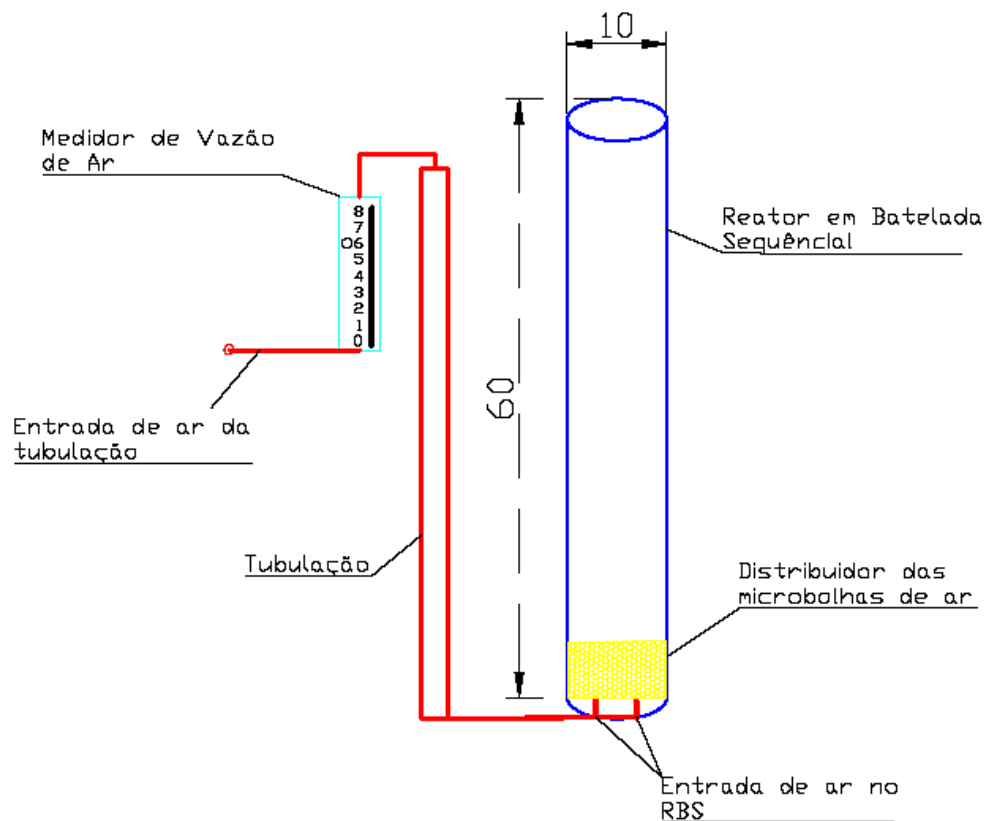 10
Medidor de Vazão
de Ar
8
7
O6
5
4
3
2
1
0
Reator em Batelada
Sequêncial
60
Entrada de ar da
tubulação
Tubulação
Distribuidor das
microbolhas de ar
Entrada de ar no
RBS